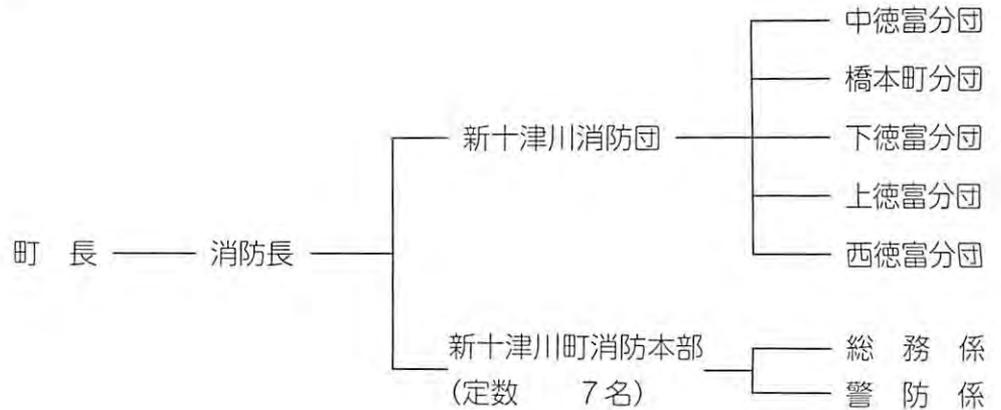 中徳富分団
橋本町分団
新十津川消防団
下徳富分団
上徳富分団
町　長
消防長
西徳富分団
新十津川町消防本部
(定数　　7名)
総　務　係
警　防　係